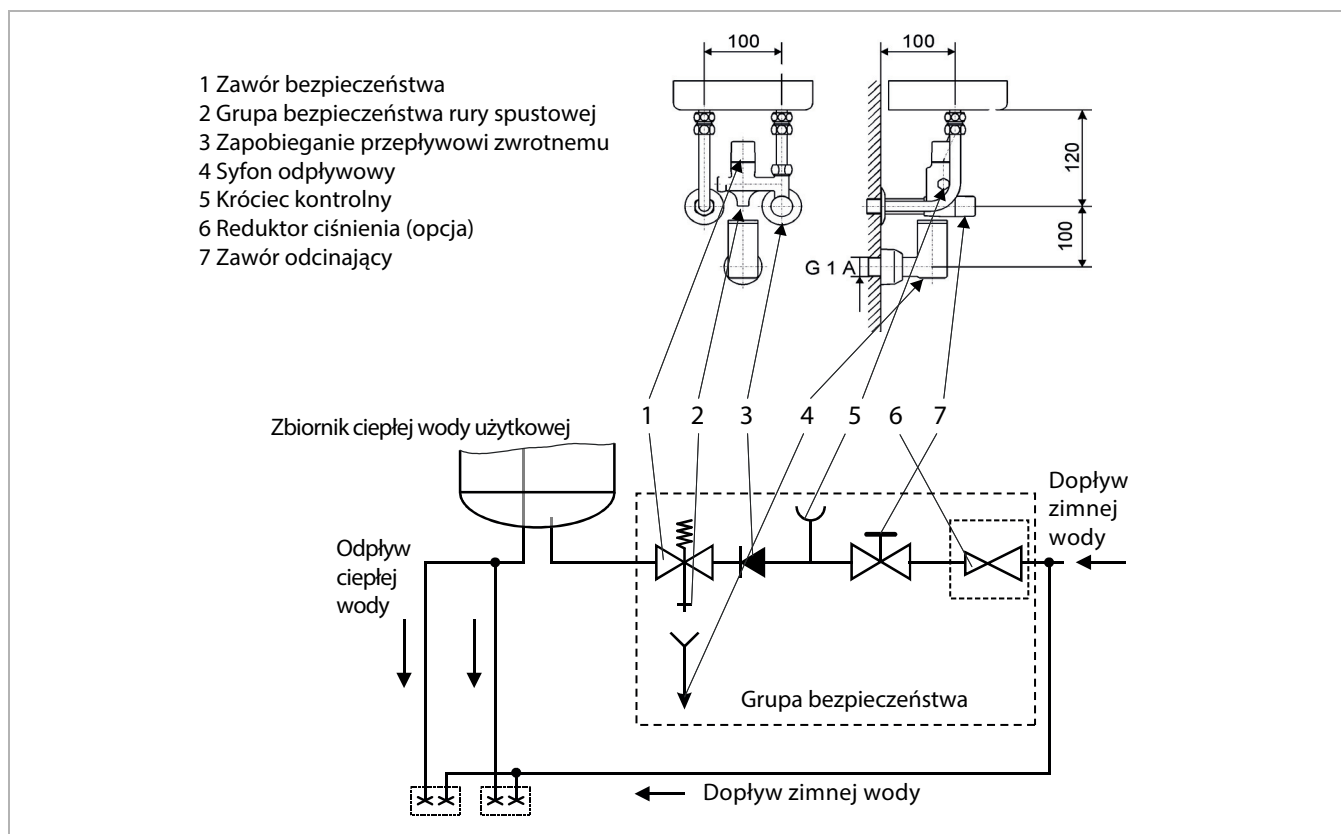 100
100
1 Zawór bezpieczeństwa
2 Grupa bezpieczeństwa rury spustowej
3 Zapobieganie przepływowi zwrotnemu
4 Syfon odpływowy
5 Króciec kontrolny
6 Reduktor ciśnienia (opcja)
7 Zawór odcinający
120
100
G 1 A
1 2 3 4 5 6 7
Zbiornik ciepłej wody użytkowej
Dopływ
zimnej
wody
Odpływ
ciepłej
wody
Grupa bezpieczeństwa
Dopływ zimnej wody